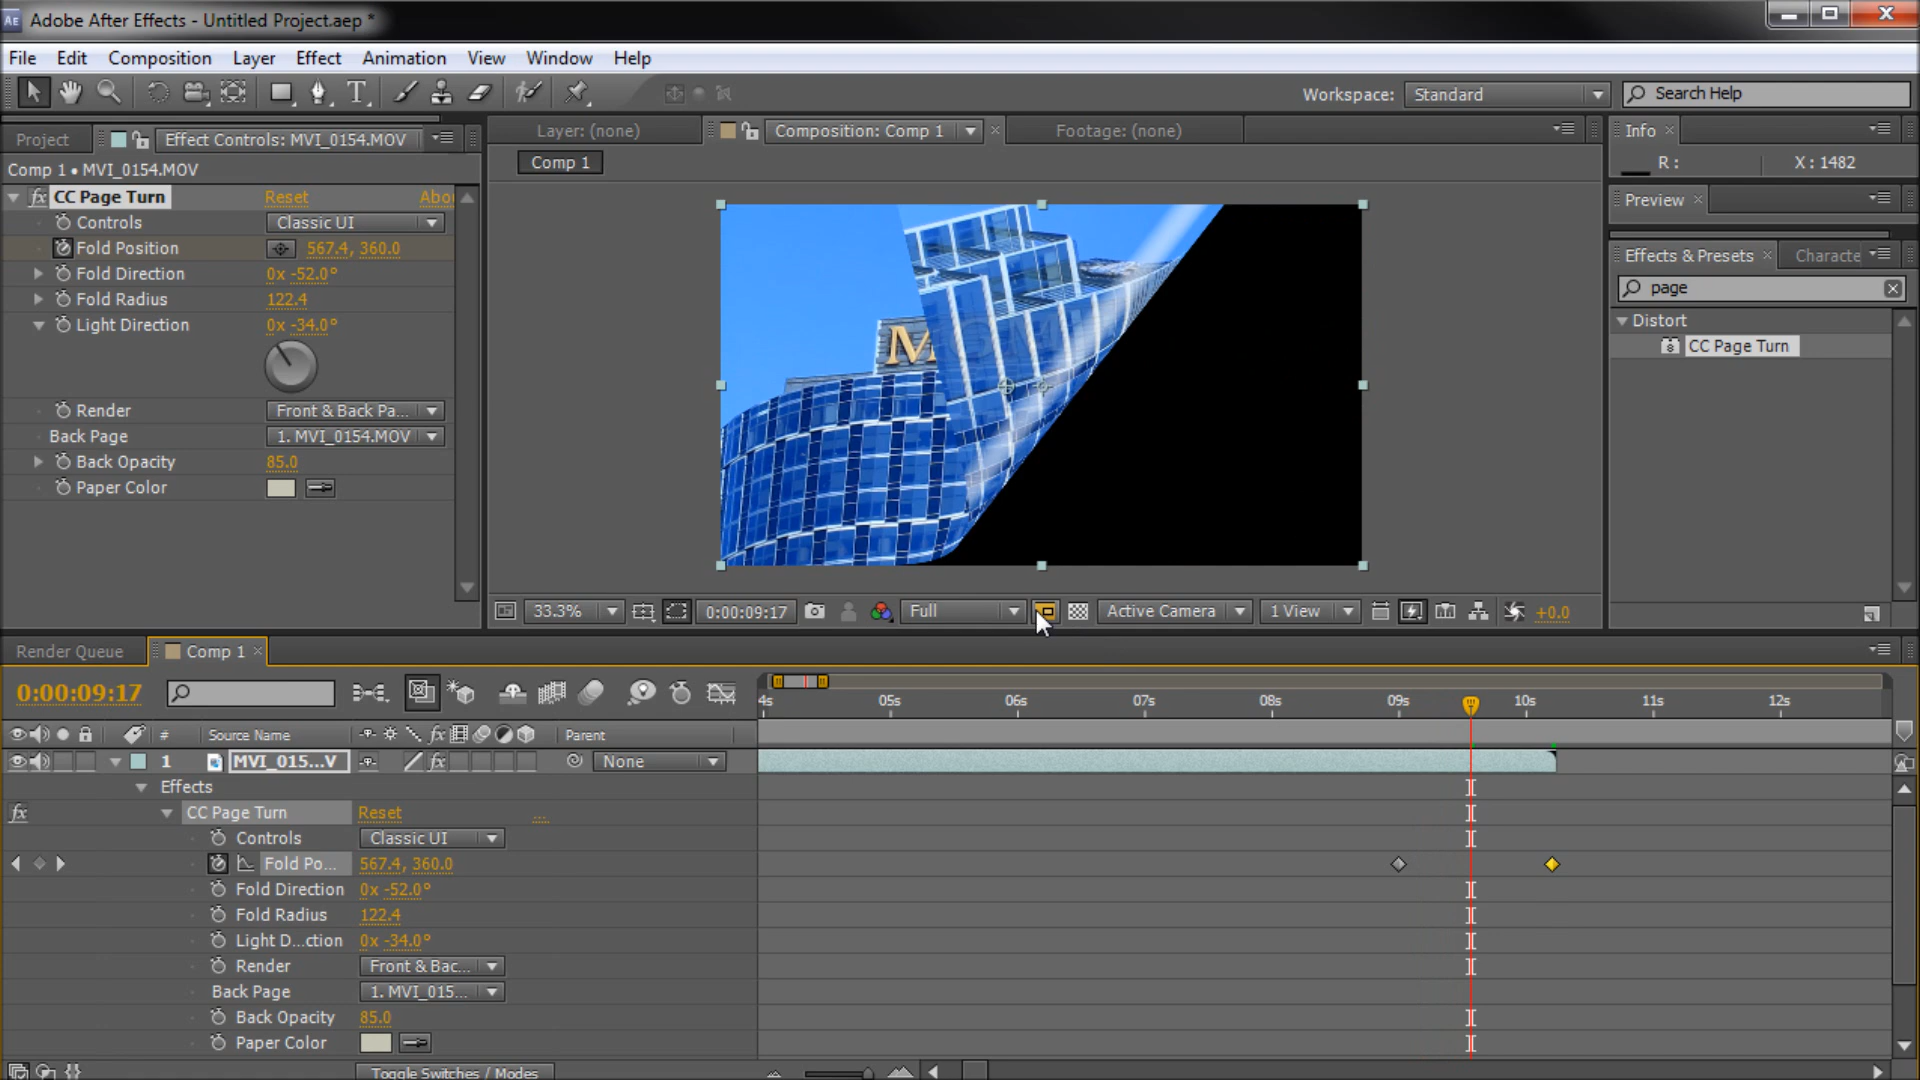 Adobe After Effects - Untitled Project.aep *
File Edit Composition Layer Effect Animation View Window Help
Workspace: Standard Search Help
Project Effect Controls: MVI_0154.MOV Layer: (none) Composition: Comp 1 Footage: (none) Info
Comp 1 • MVI_0154.MOV Comp 1 R : X : 1482
CC Page Turn Reset Abou
Controls Classic UI
Fold Position 567.4, 360.0
Fold Direction 0x -52.0°
Fold Radius 122.4
Light Direction 0x -34.0°
Render Front & Back Pa...
Back Page 1. MVI_0154.MOV
Back Opacity 85.0
Paper Color
M
Preview
Effects & Presets Characte
page
Distort
CC Page Turn
33.3% 0:00:09:17 Full Active Camera 1 View +0.0
Render Queue Comp 1
0:00:09:17 4s 05s 06s 07s 08s 09s 10s 11s 12s
# Source Name Parent
1 MVI_015...V None
Effects
CC Page Turn Reset ...
Controls Classic UI
Fold Po... 567.4, 360.0
Fold Direction 0x -52.0°
Fold Radius 122.4
Light D...ction 0x -34.0°
Render Front & Bac...
Back Page 1. MVI_015...
Back Opacity 85.0
Paper Color
Toggle Switches / Modes